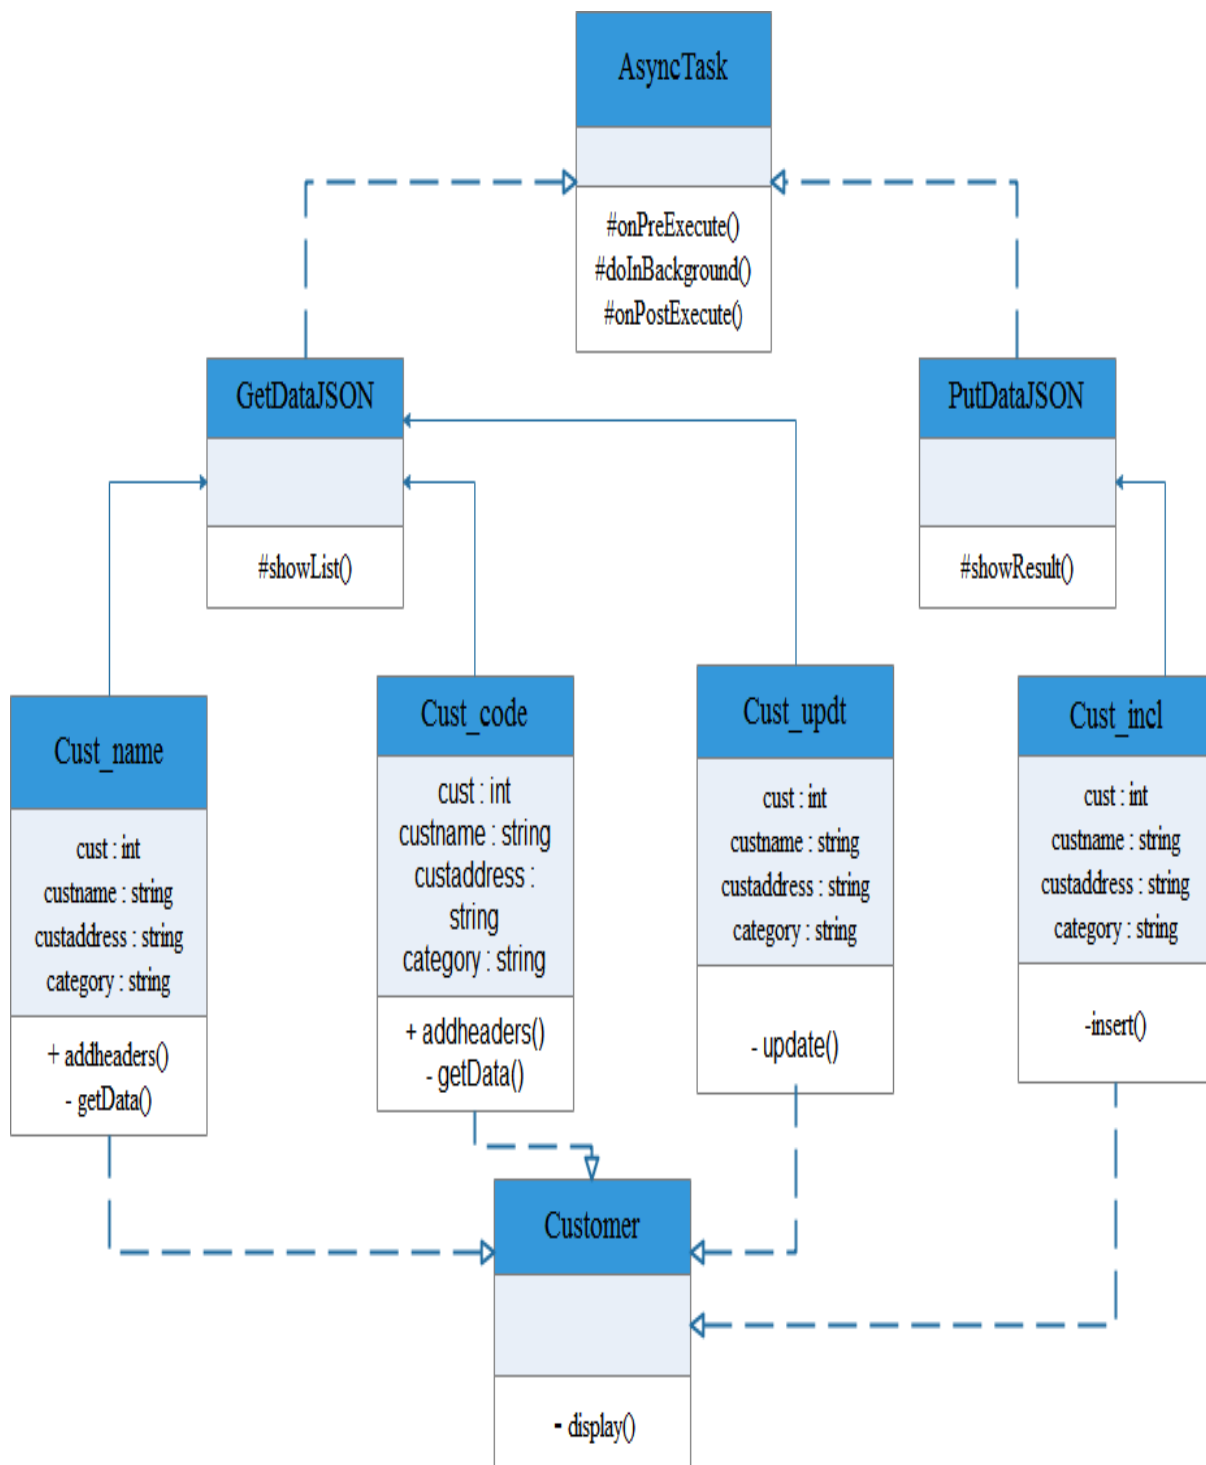 AsyncTask
#onPreExecute()
#doInBackground()
#onPostExecute()
GetDataJSON
#showList()
PutDataJSON
#showResult()
Cust_name
cust : int
custname : string
custaddress : string
category : string
+ addheaders()
- getData()
Cust_code
cust : int
custname : string
custaddress :
string
category : string
+ addheaders()
- getData()
Cust_updt
cust : int
custname : string
custaddress : string
category : string
- update()
Cust_incl
cust : int
custname : string
custaddress : string
category : string
-insert()
Customer
- display()